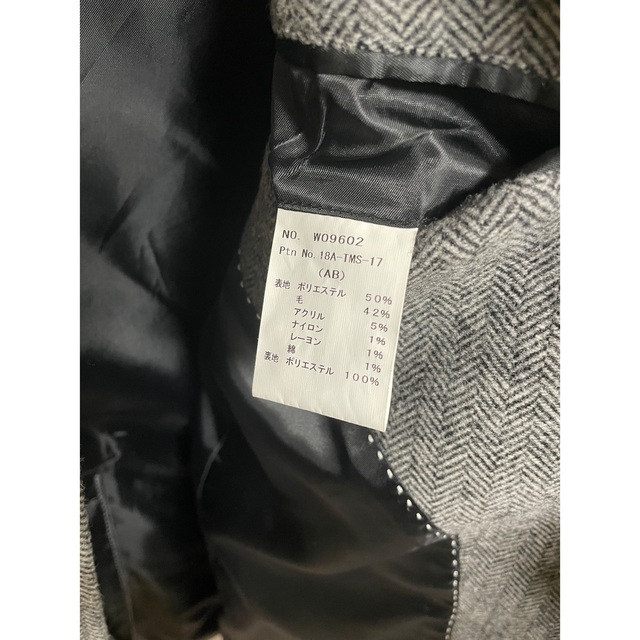 NO. W09602
Ptn No.18A-TMS-17
(AB)
表地 ポリエステル 50%
毛 42%
アクリル 5%
ナイロン 1%
レーヨン 1%
綿 1%
裏地 ポリエステル 100%